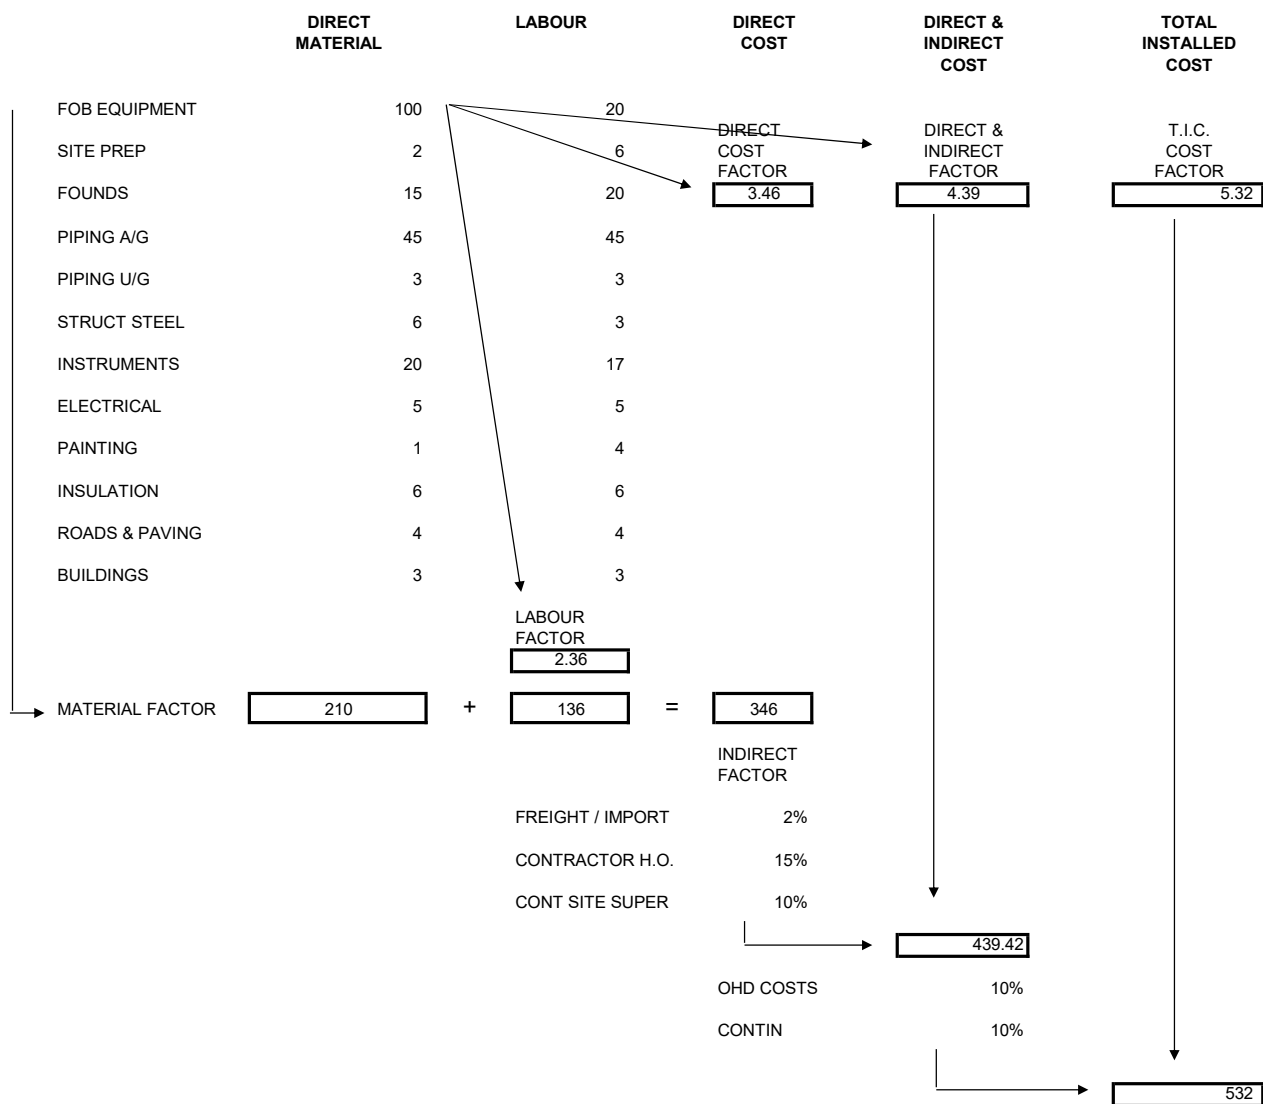 DIRECT LABOUR DIRECT DIRECT & TOTAL
MATERIAL COST INDIRECT INSTALLED
COST COST
FOB EQUIPMENT 100 20
DIRECT DIRECT & T.I.C.
SITE PREP 2 6 COST INDIRECT COST
FACTOR FACTOR FACTOR
FOUNDS 15 20 3.46 4.39 5.32
PIPING A/G 45 45
PIPING U/G 3 3
STRUCT STEEL 6 3
INSTRUMENTS 20 17
ELECTRICAL 5 5
PAINTING 1 4
INSULATION 6 6
ROADS & PAVING 4 4
BUILDINGS 3 3
LABOUR
FACTOR
2.36
MATERIAL FACTOR 210 + 136 = 346
INDIRECT
FACTOR
FREIGHT / IMPORT 2%
CONTRACTOR H.O. 15%
CONT SITE SUPER 10%
439.42
OHD COSTS 10%
CONTIN 10%
532